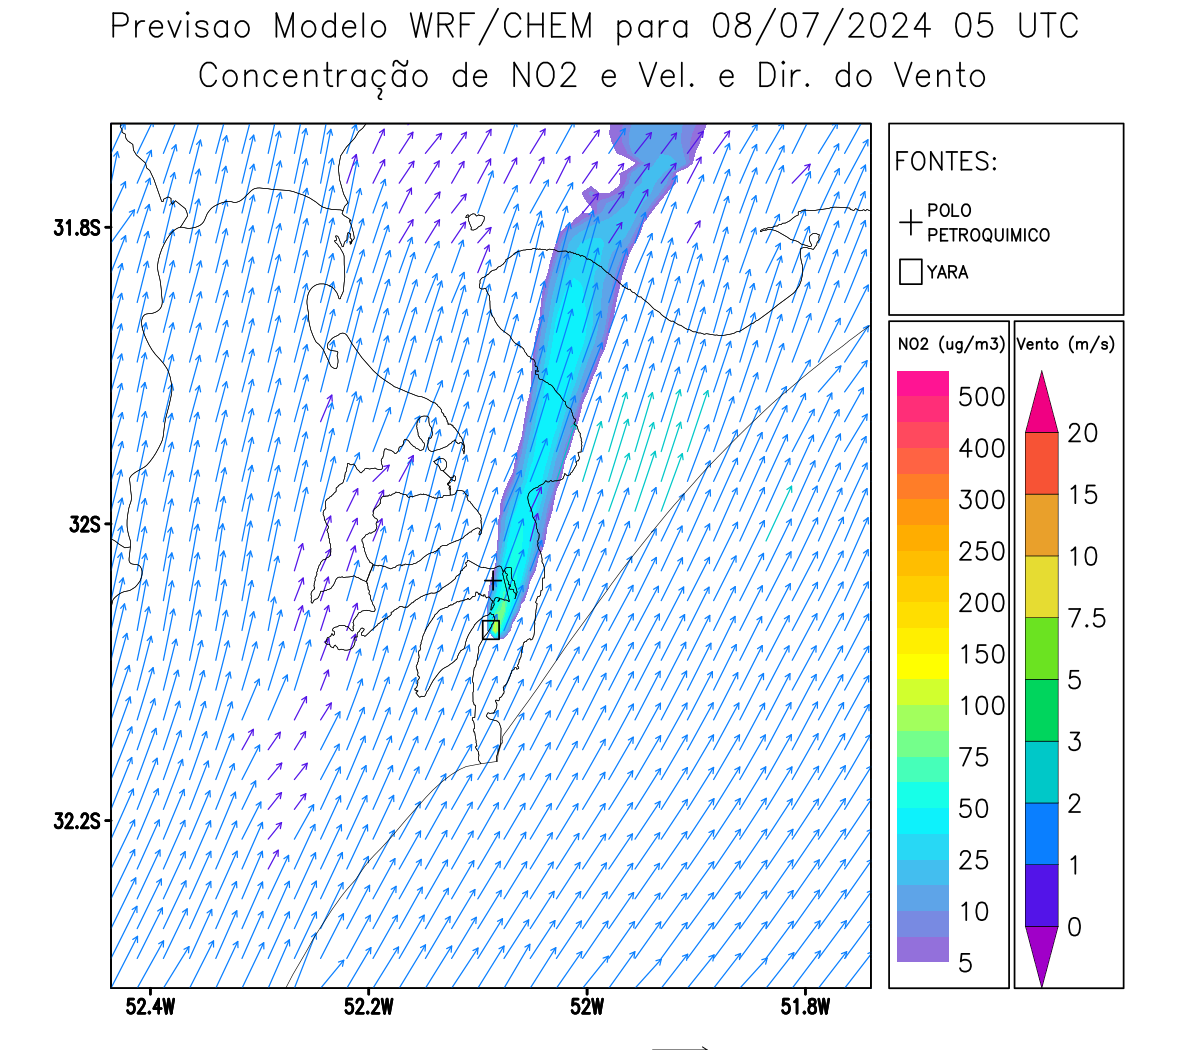 Previsao Modelo WRF/CHEM para 08/07/2024 05 UTC
Concentração de NO2 e Vel. e Dir. do Vento
FONTES:
POLO
PETROQUIMICO
YARA
NO2 (ug/m3)
500
400
300
250
200
150
100
75
50
25
10
5
Vento (m/s)
20
15
10
7.5
5
3
2
1
0
31.8S
32S
32.2S
52.4W
52.2W
52W
51.8W